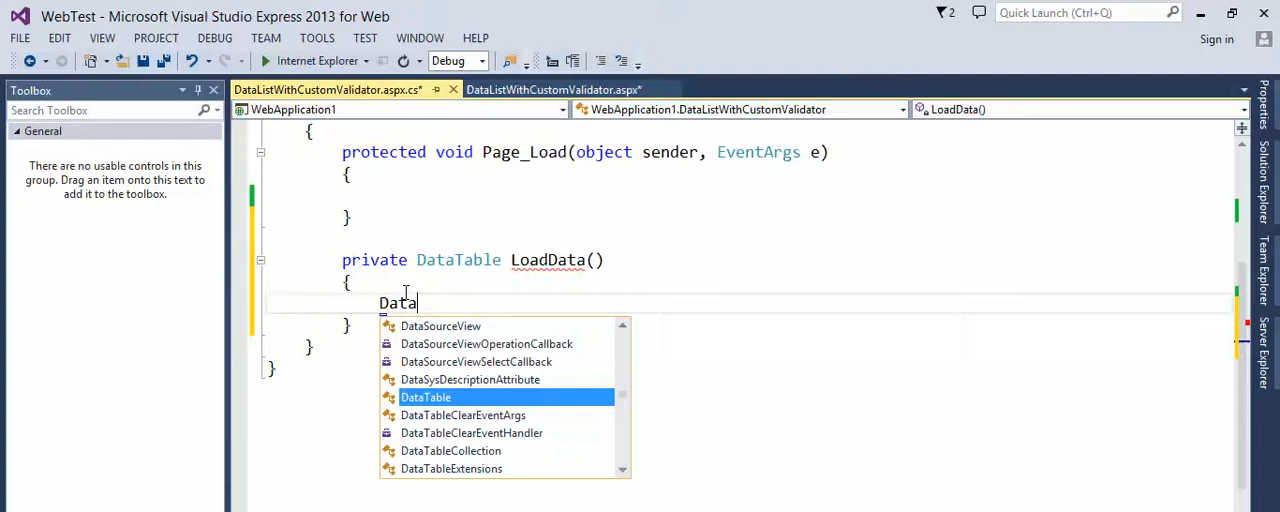 WebTest - Microsoft Visual Studio Express 2013 for Web
2
Quick Launch (Ctrl+Q)
FILE EDIT VIEW PROJECT DEBUG TEAM TOOLS TEST WINDOW HELP
Sign in
Internet Explorer
Debug
Toolbox
Search Toolbox
General
There are no usable controls in this
group. Drag an item onto this text to
add it to the toolbox.
DataListWithCustomValidator.aspx.cs*
DataListWithCustomValidator.aspx*
WebApplication1
WebApplication1.DataListWithCustomValidator
LoadData()
{
protected void Page_Load(object sender, EventArgs e)
{
}
private DataTable LoadData()
{
Data
}
}
}
DataSourceView
DataSourceViewOperationCallback
DataSourceViewSelectCallback
DataSysDescriptionAttribute
DataTable
DataTableClearEventArgs
DataTableClearEventHandler
DataTableCollection
DataTableExtensions
Properties
Solution Explorer
Team Explorer
Server Explorer